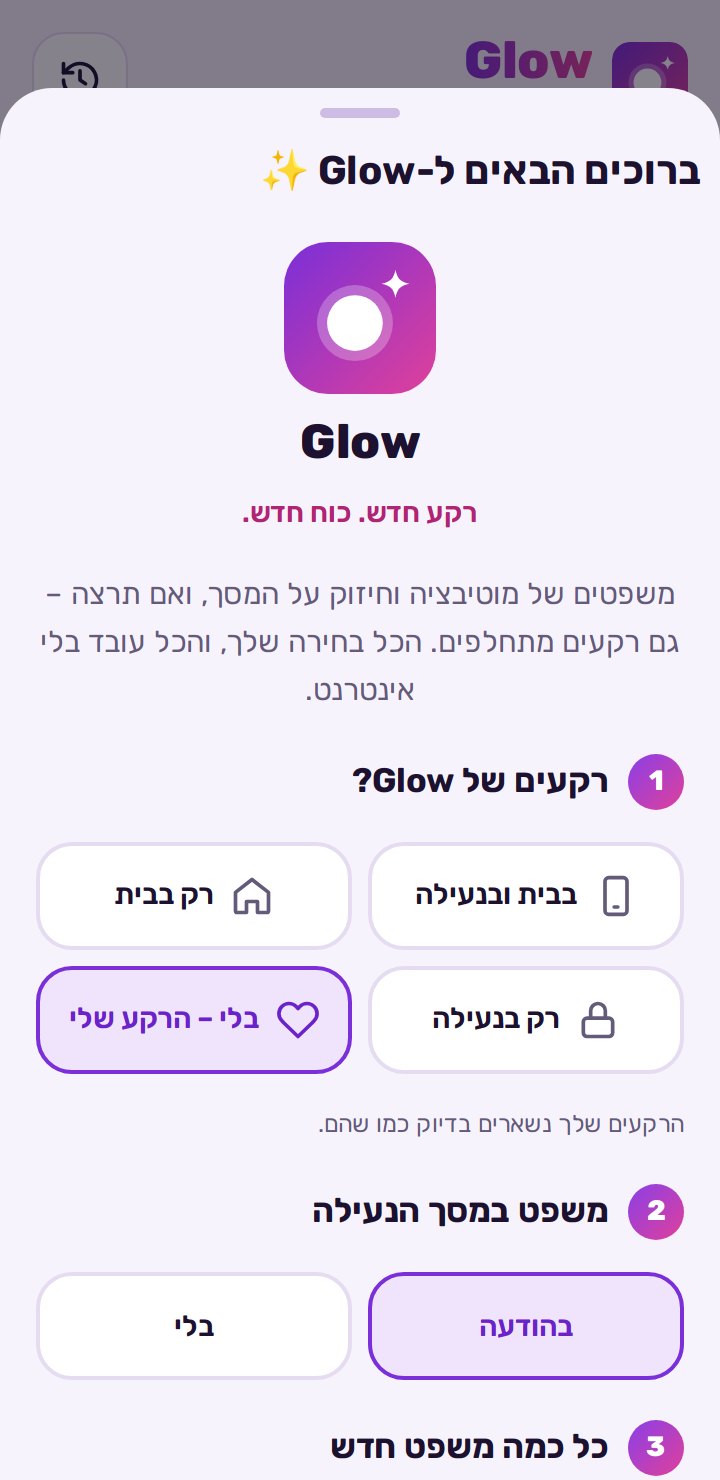 Glow
ברוכים הבאים ל-Glow ✨
Glow
רקע חדש. כוח חדש.
משפטים של מוטיבציה וחיזוק על המסך, ואם תרצה –
גם רקעים מתחלפים. הכל בחירה שלך, והכל עובד בלי
אינטרנט.
1 רקעים של Glow?
בבית ובנעילה
רק בבית
רק בנעילה
בלי – הרקע שלי
הרקעים שלך נשארים בדיוק כמו שהם.
2 משפט במסך הנעילה
בהודעה
בלי
3 כל כמה משפט חדש